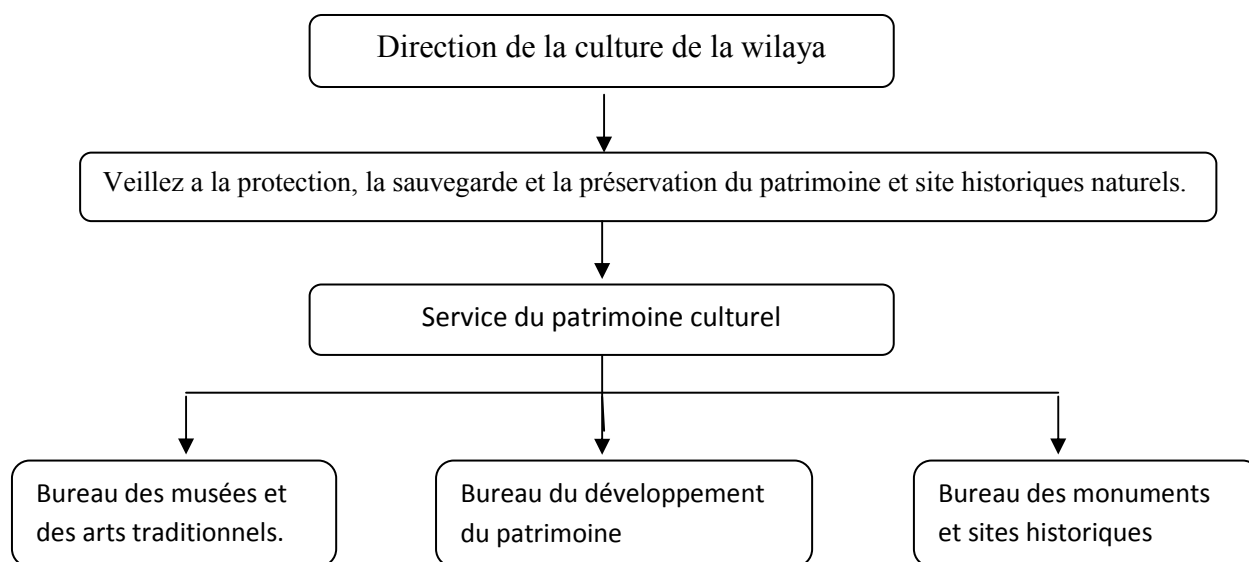 Direction de la culture de la wilaya
Veillez a la protection, la sauvegarde et la préservation du patrimoine et site historiques naturels.
Service du patrimoine culturel
Bureau des musées et
des arts traditionnels.
Bureau du développement
du patrimoine
Bureau des monuments
et sites historiques